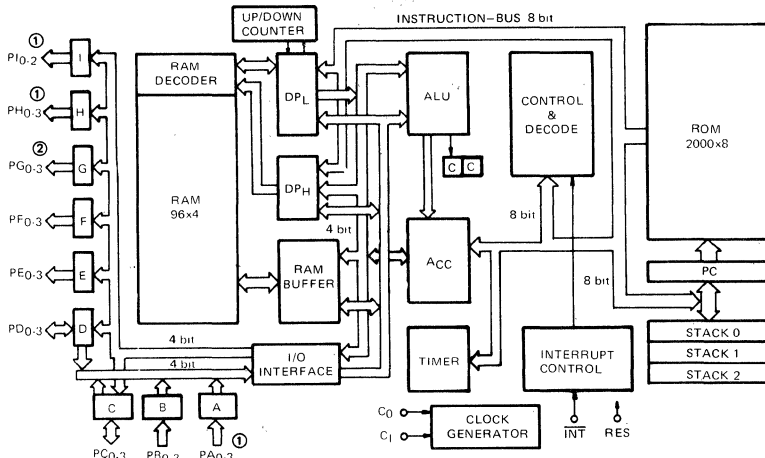 UP/DOWN
COUNTER
INSTRUCTION-BUS 8 bit
① 
PI0-2
I
RAM
DECODER
DPL
ALU
CONTROL
&
DECODE
ROM
2000×8
①
PH0-3
H
②
PG0-3
G
C C
RAM
96×4
DPH
PF0-3
F
4 bit
8 bit
ACC
PE0-3
E
RAM
BUFFER
8 bit
PC
PD0-3
D
STACK 0
STACK 1
STACK 2
4 bit
4 bit
I/O
INTERFACE
TIMER
INTERRUPT
CONTROL
C
B
A
C0
CI
CLOCK
GENERATOR
INT
RES
PC0-3
PB0-2
PA0-2
①